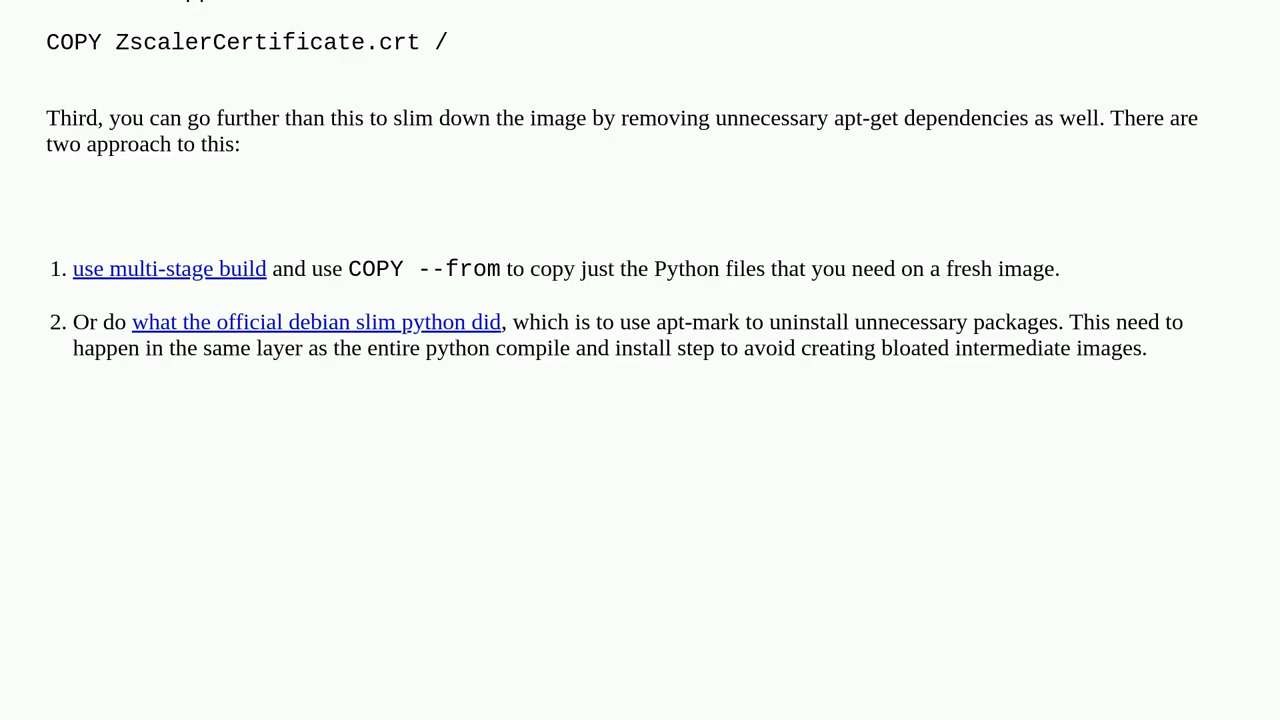 COPY ZscalerCertificate.crt /
Third, you can go further than this to slim down the image by removing unnecessary apt-get dependencies as well. There are
two approach to this:
1. use multi-stage build and use COPY --from to copy just the Python files that you need on a fresh image.
2. Or do what the official debian slim python did, which is to use apt-mark to uninstall unnecessary packages. This need to
happen in the same layer as the entire python compile and install step to avoid creating bloated intermediate images.